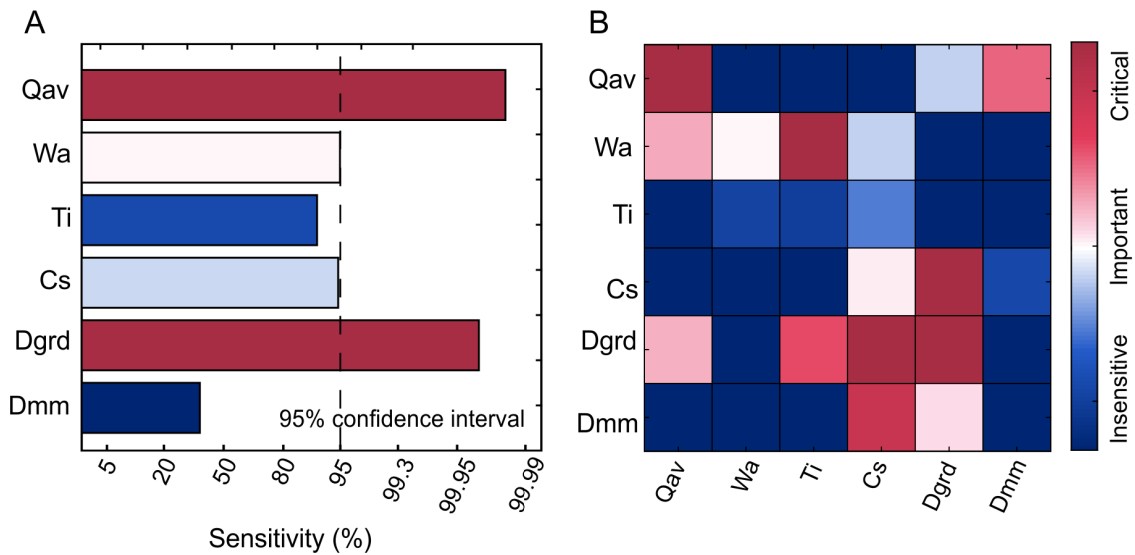 A
Qav
Wa
Ti
Cs
Dgrd
Dmm
95% confidence interval
5
20
50
80
95
99.3
99.95
99.99
Sensitivity (%)
B
Qav
Wa
Ti
Cs
Dgrd
Dmm
Qav
Wa
Ti
Cs
Dgrd
Dmm
Critical
Important
Insensitive